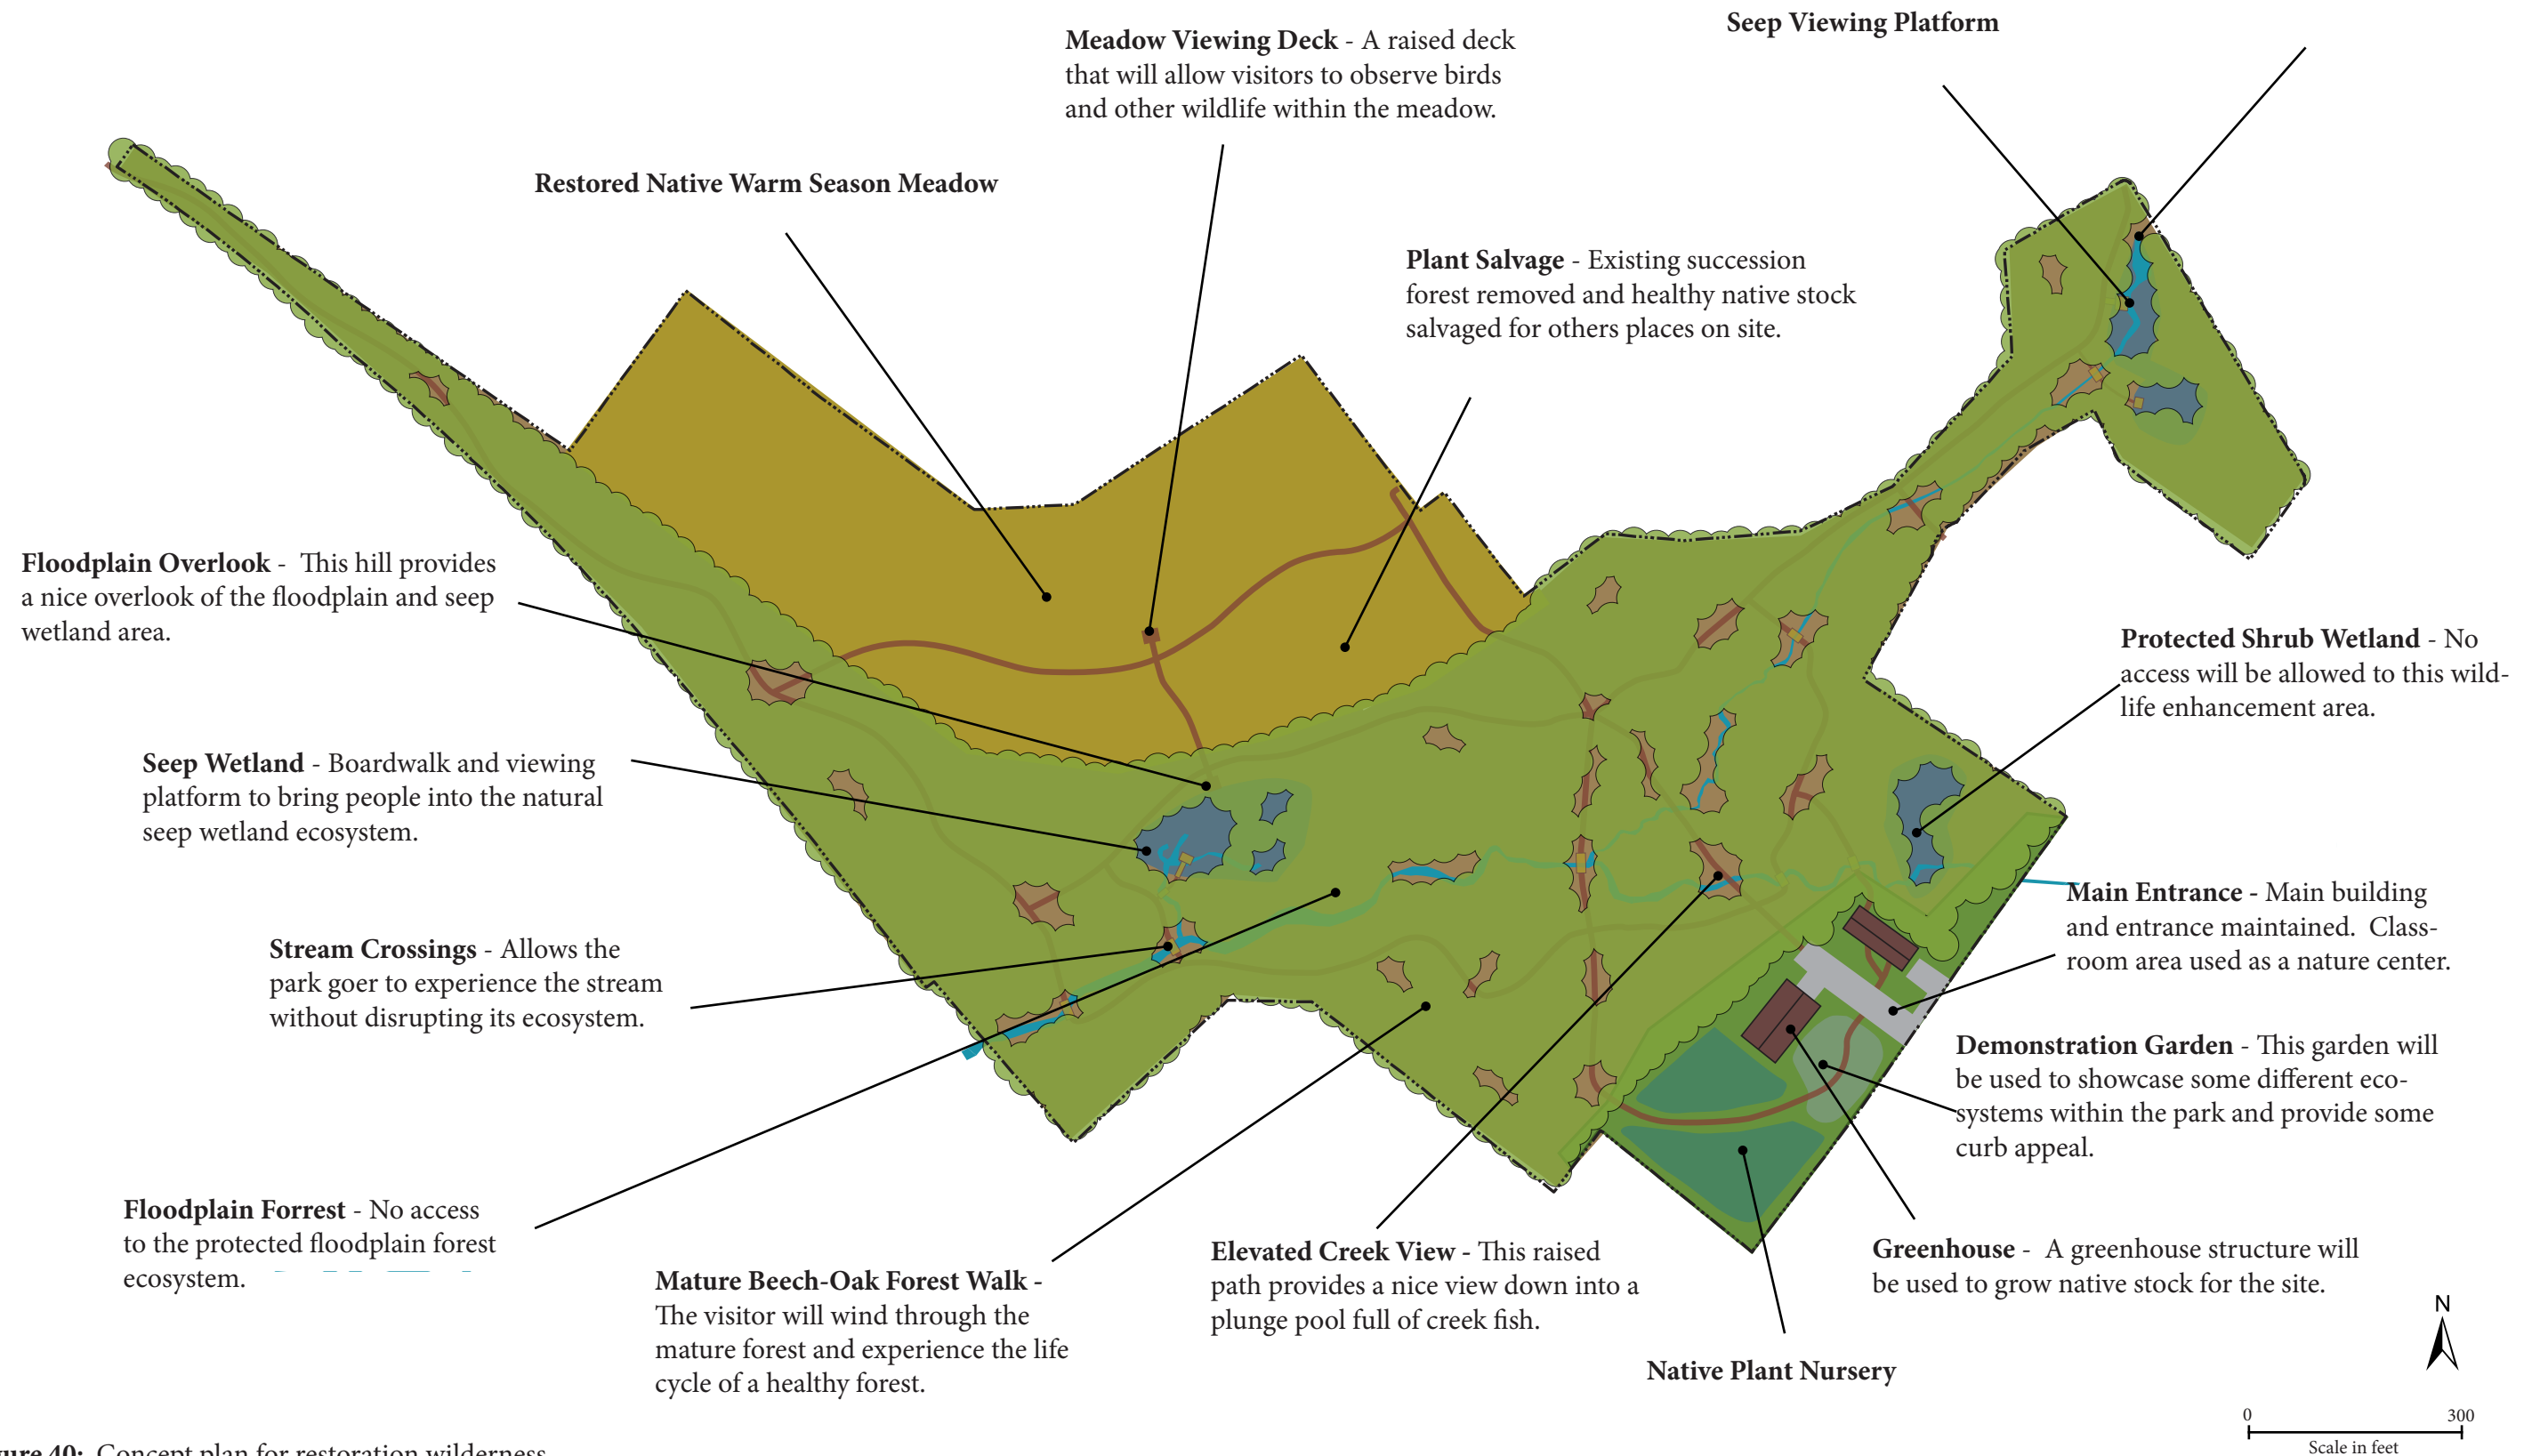 Seep Viewing Platform
Meadow Viewing Deck - A raised deck
that will allow visitors to observe birds
and other wildlife within the meadow.
Restored Native Warm Season Meadow
Plant Salvage - Existing succession
forest removed and healthy native stock
salvaged for others places on site.
Floodplain Overlook - This hill provides
a nice overlook of the floodplain and seep
wetland area.
Protected Shrub Wetland - No
access will be allowed to this wild-
life enhancement area.
Seep Wetland - Boardwalk and viewing
platform to bring people into the natural
seep wetland ecosystem.
Main Entrance - Main building
and entrance maintained. Class-
room area used as a nature center.
Stream Crossings - Allows the
park goer to experience the stream
without disrupting its ecosystem.
Demonstration Garden - This garden will
be used to showcase some different eco-
systems within the park and provide some
curb appeal.
Floodplain Forrest - No access
to the protected floodplain forest
ecosystem.
Mature Beech-Oak Forest Walk -
The visitor will wind through the
mature forest and experience the life
cycle of a healthy forest.
Elevated Creek View - This raised
path provides a nice view down into a
plunge pool full of creek fish.
Greenhouse - A greenhouse structure will
be used to grow native stock for the site.
Native Plant Nursery
N
0 300
Scale in feet
ure 40: Concept plan for restoration wilderness